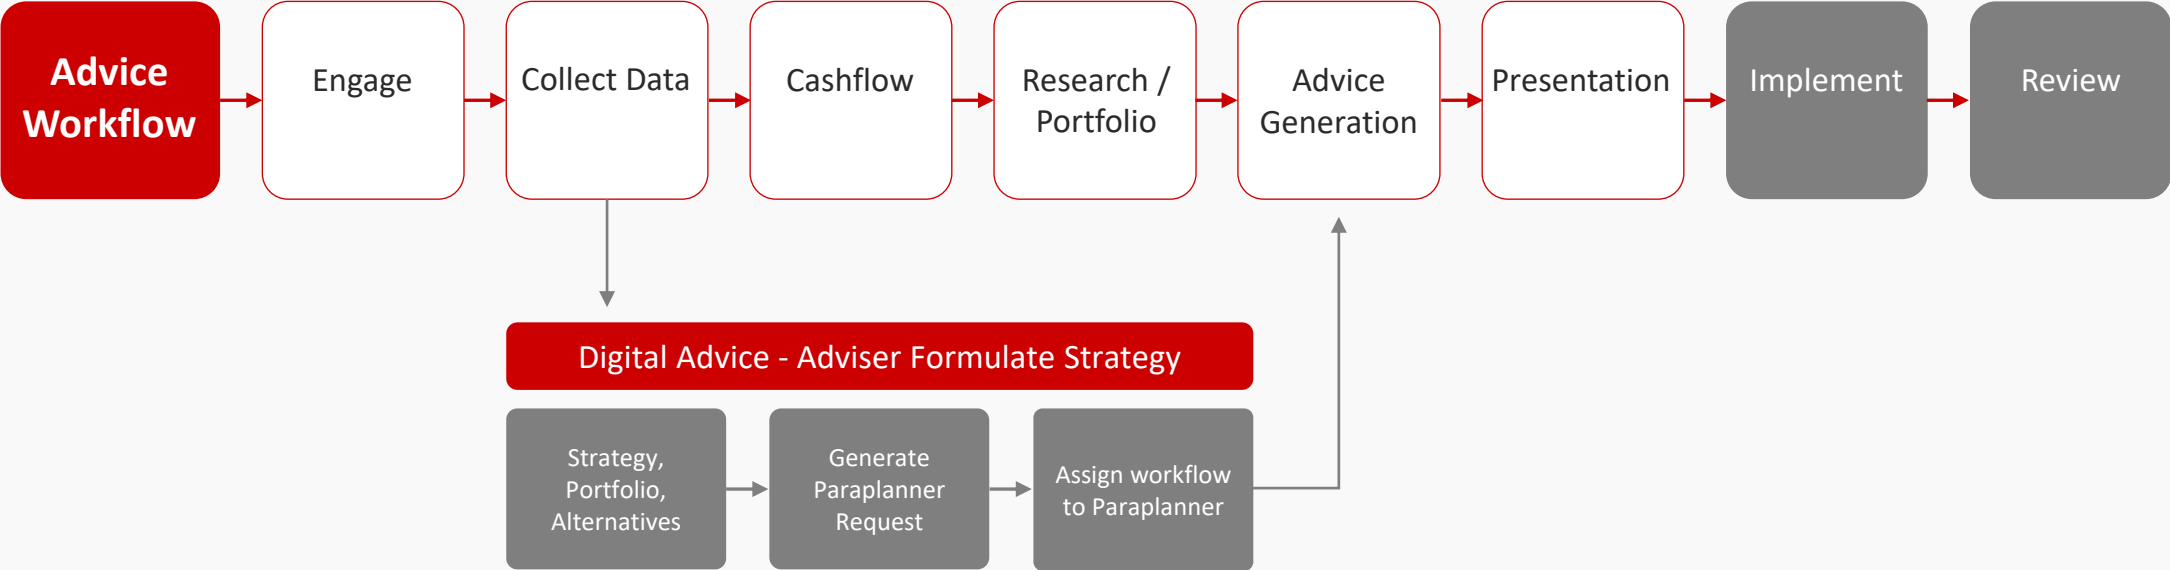 Advice
Workflow
Engage
Collect Data
Cashflow
Research /
Portfolio
Advice
Generation
Presentation
Implement
Review
Digital Advice - Adviser Formulate Strategy
Strategy,
Portfolio,
Alternatives
Generate
Paraplanner
Request
Assign workflow
to Paraplanner